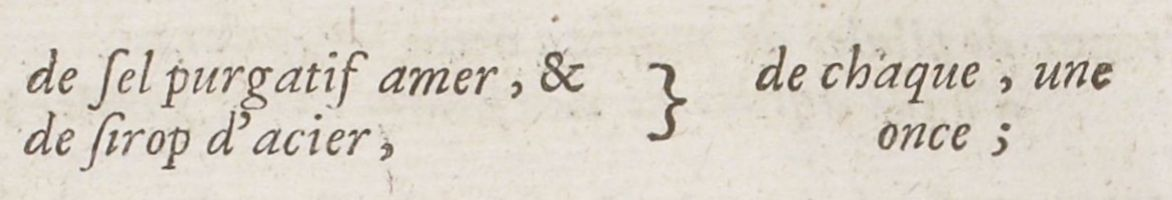 de ſel purgatif amer, & } de chaque, une
de ſirop d'acier, } once ;